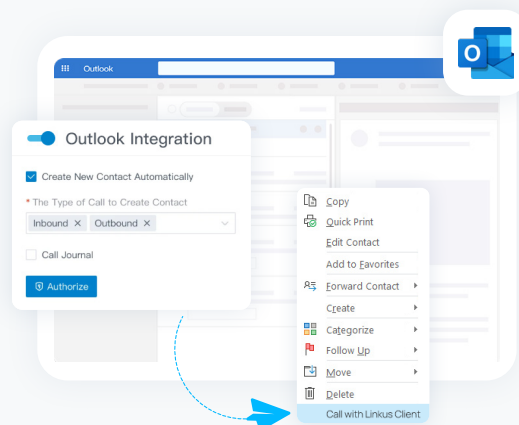 Outlook
Outlook Integration
Create New Contact Automatically
* The Type of Call to Create Contact
Inbound × Outbound ×
Call Journal
Authorize
Copy
Quick Print
Edit Contact
Add to Favorites
Forward Contact
Create
Categorize
Follow Up
Move
Delete
Call with Linkus Client
O